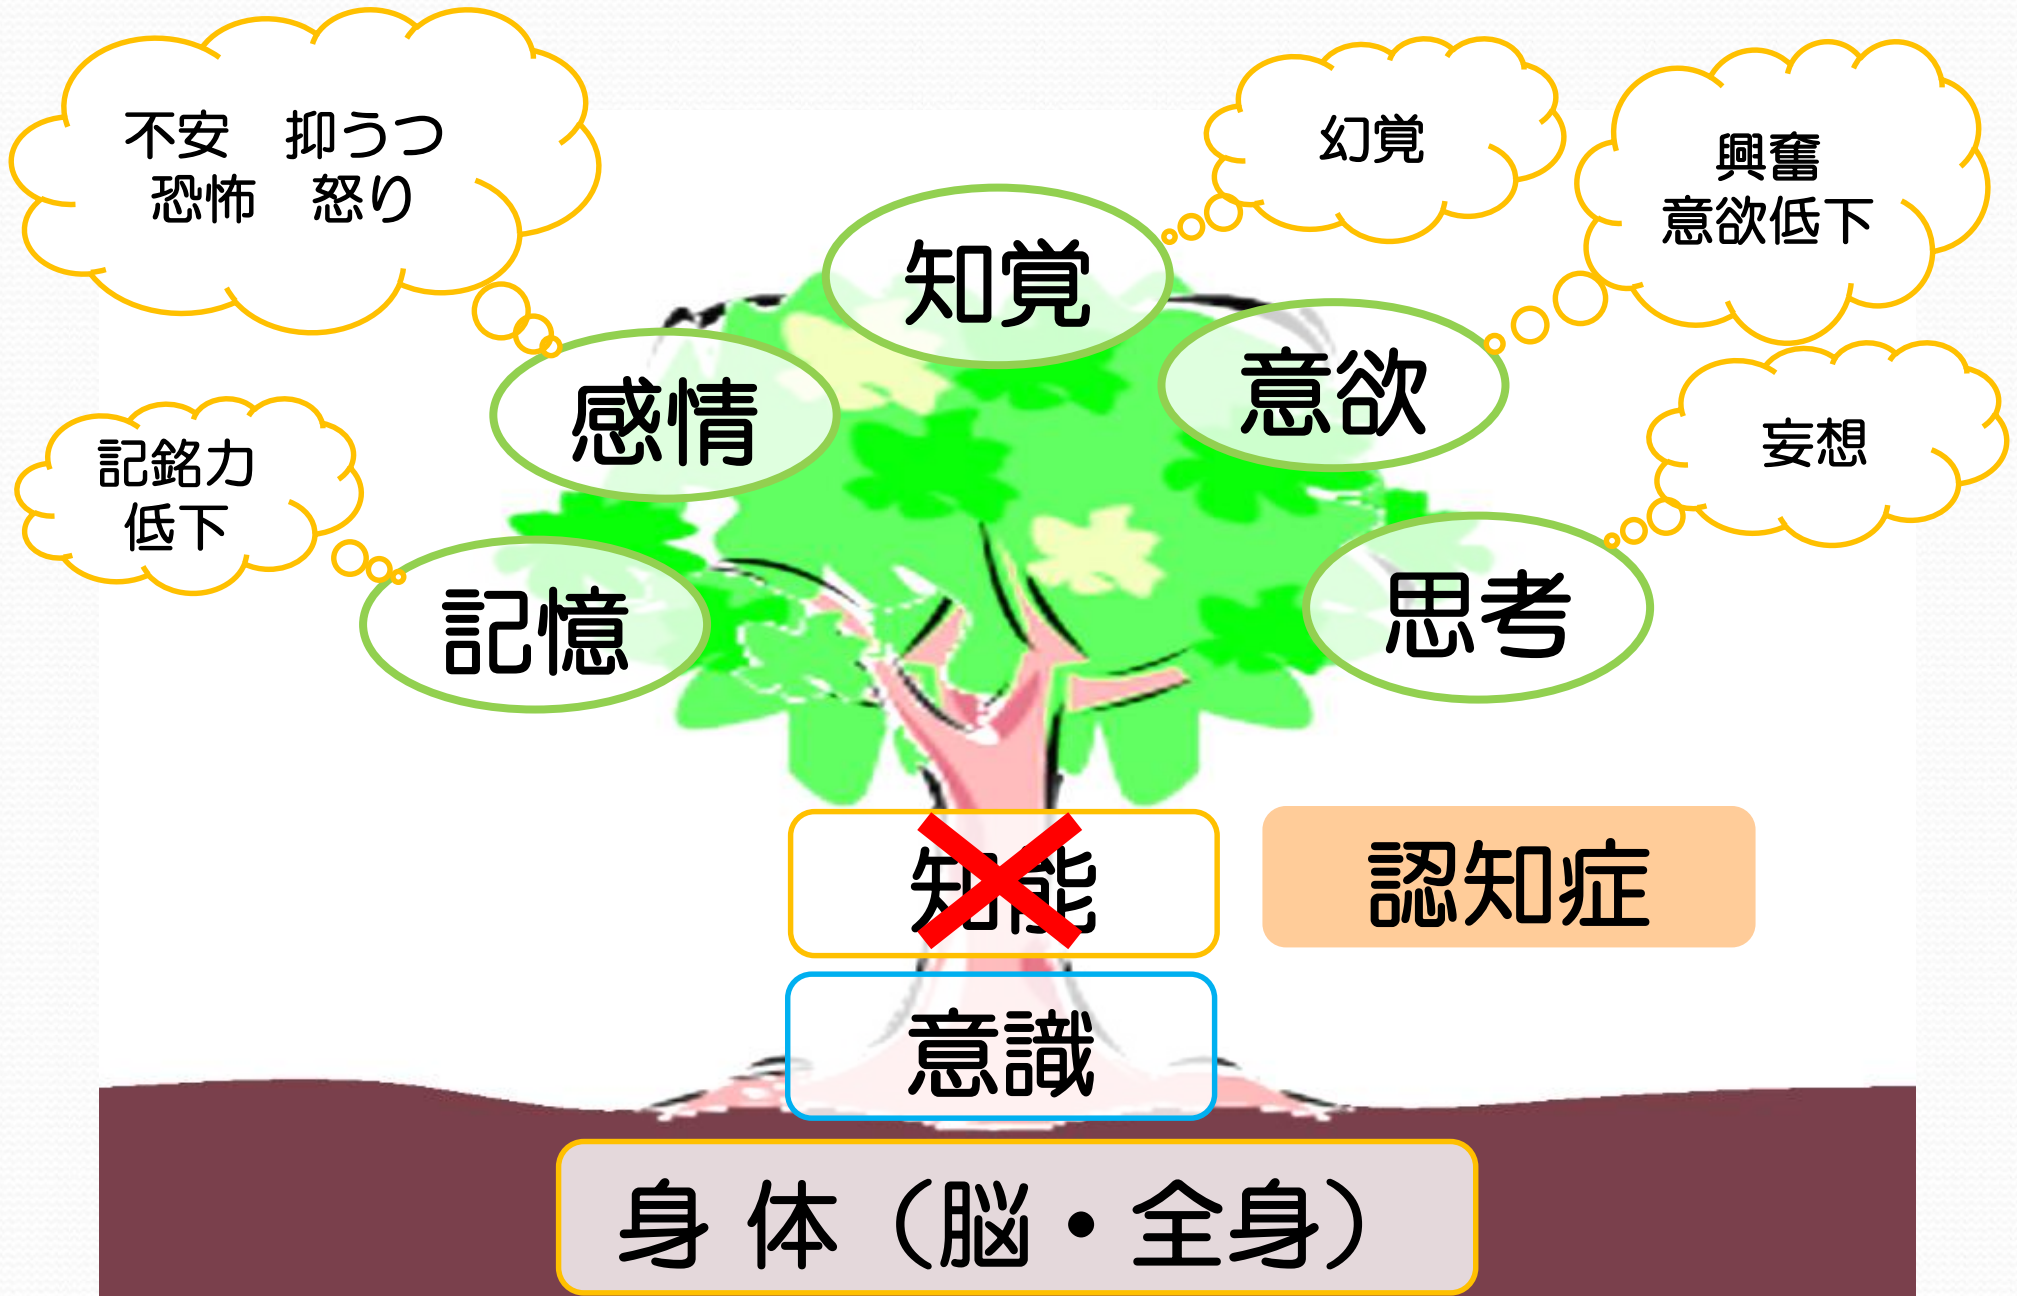 不安　抑うつ
恐怖　怒り
幻覚
興奮
意欲低下
知覚
意欲
感情
妄想
記銘力
低下
記憶
思考
知能
認知症
意識
身 体（脳・全身）